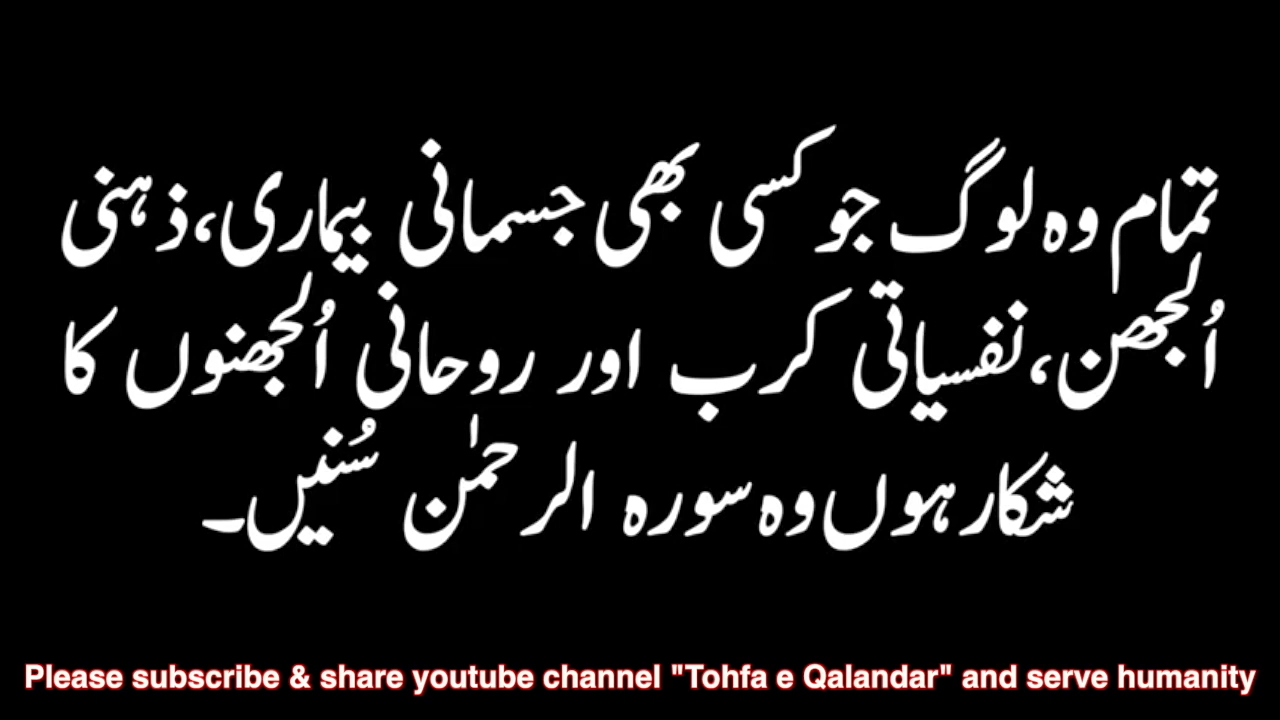 تمام وہ لوگ جو کسی بھی جسمانی بیماری، ذہنی
اُلجھن، نفسیاتی کرب اور روحانی اُلجھنوں کا
شکار ہوں وہ سورہ الرحمٰن سُنیں۔
Please subscribe & share youtube channel "Tohfa e Qalandar" and serve humanity